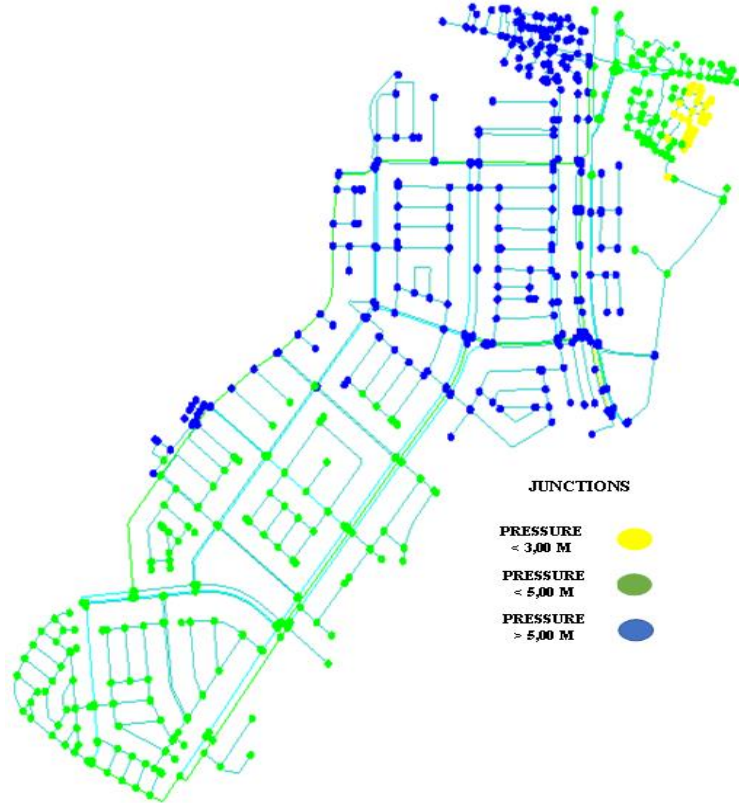 JUNCTIONS
PRESSURE
< 3,00 M
PRESSURE
< 5,00 M
PRESSURE
> 5,00 M